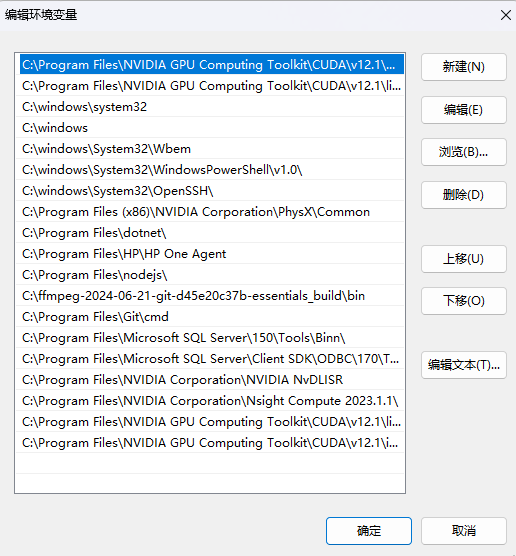 编辑环境变量
C:\Program Files\NVIDIA GPU Computing Toolkit\CUDA\v12.1\...
C:\Program Files\NVIDIA GPU Computing Toolkit\CUDA\v12.1\li...
C:\windows\system32
C:\windows
C:\windows\System32\Wbem
C:\windows\System32\WindowsPowerShell\v1.0\
C:\windows\System32\OpenSSH\
C:\Program Files (x86)\NVIDIA Corporation\PhysX\Common
C:\Program Files\dotnet\
C:\Program Files\HP\HP One Agent
C:\Program Files\nodejs\
C:\ffmpeg-2024-06-21-git-d45e20c37b-essentials_build\bin
C:\Program Files\Git\cmd
C:\Program Files\Microsoft SQL Server\150\Tools\Binn\
C:\Program Files\Microsoft SQL Server\Client SDK\ODBC\170\T...
C:\Program Files\NVIDIA Corporation\NVIDIA NvDLISR
C:\Program Files\NVIDIA Corporation\Nsight Compute 2023.1.1\
C:\Program Files\NVIDIA GPU Computing Toolkit\CUDA\v12.1\li...
C:\Program Files\NVIDIA GPU Computing Toolkit\CUDA\v12.1\i...
新建(N)
编辑(E)
浏览(B)...
删除(D)
上移(U)
下移(O)
编辑文本(T)...
确定
取消